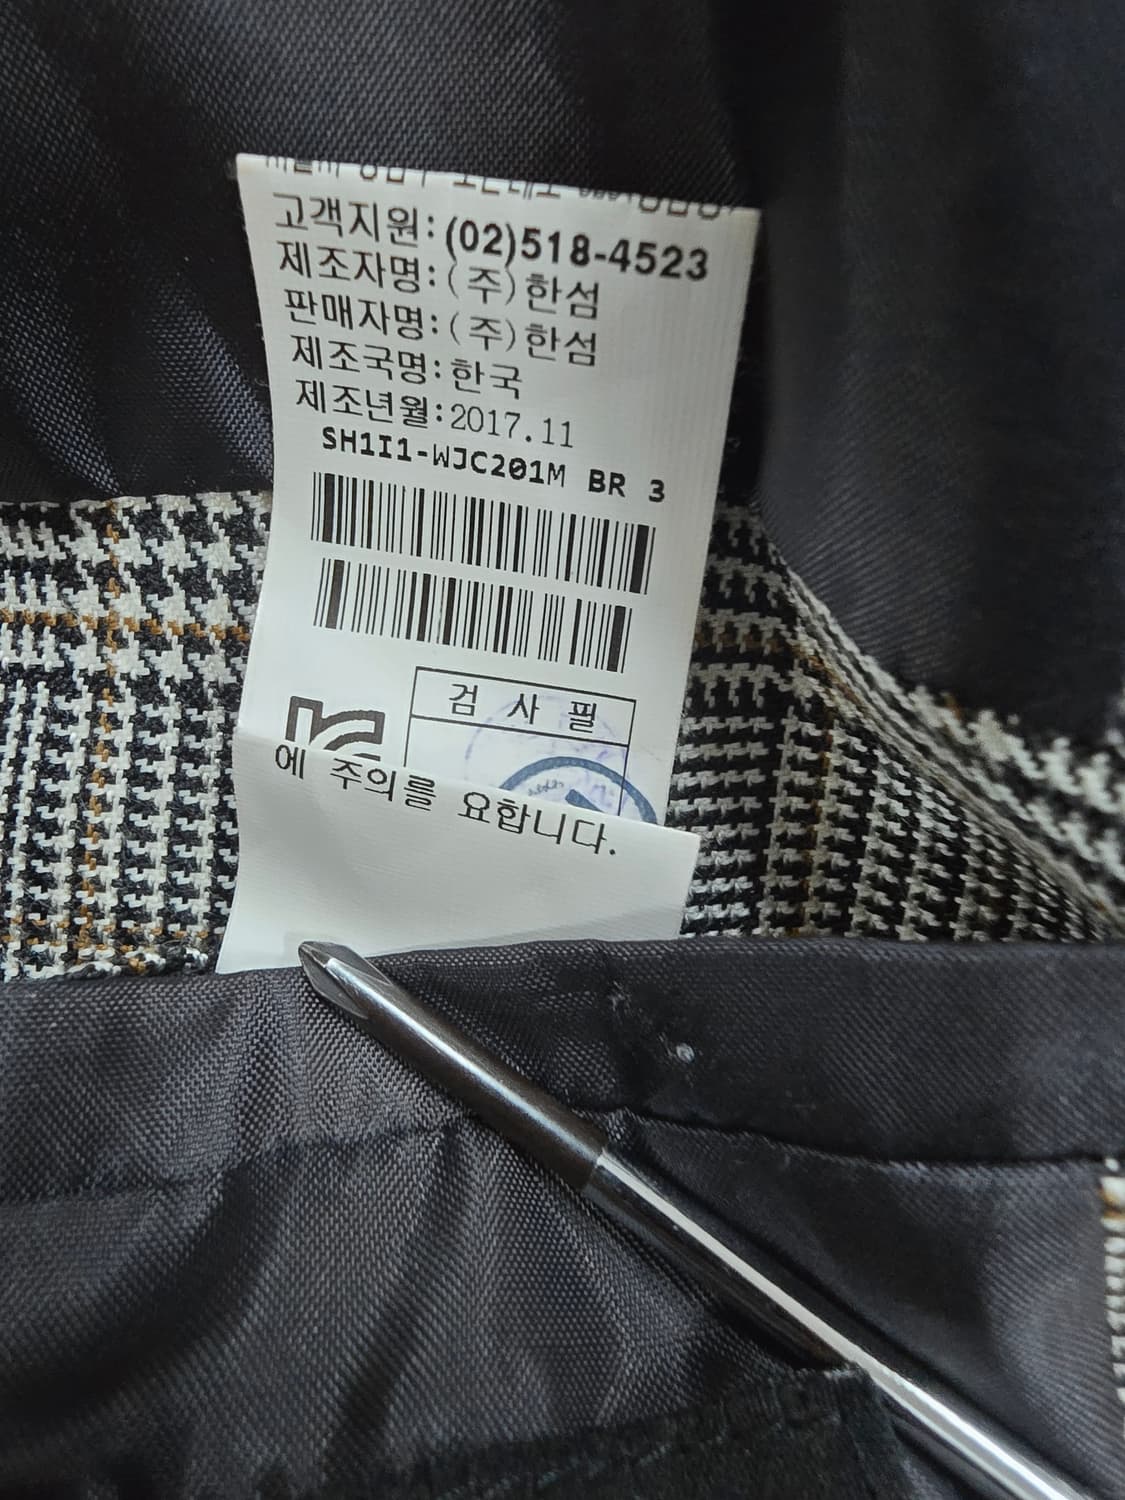 고객지원: (02)518-4523
제조자명: (주)한섬
판매자명: (주)한섬
제조국명: 한국
제조년월: 2017.11
SH1I1-WJC201M BR 3
검 사 필
에 주의를 요합니다.